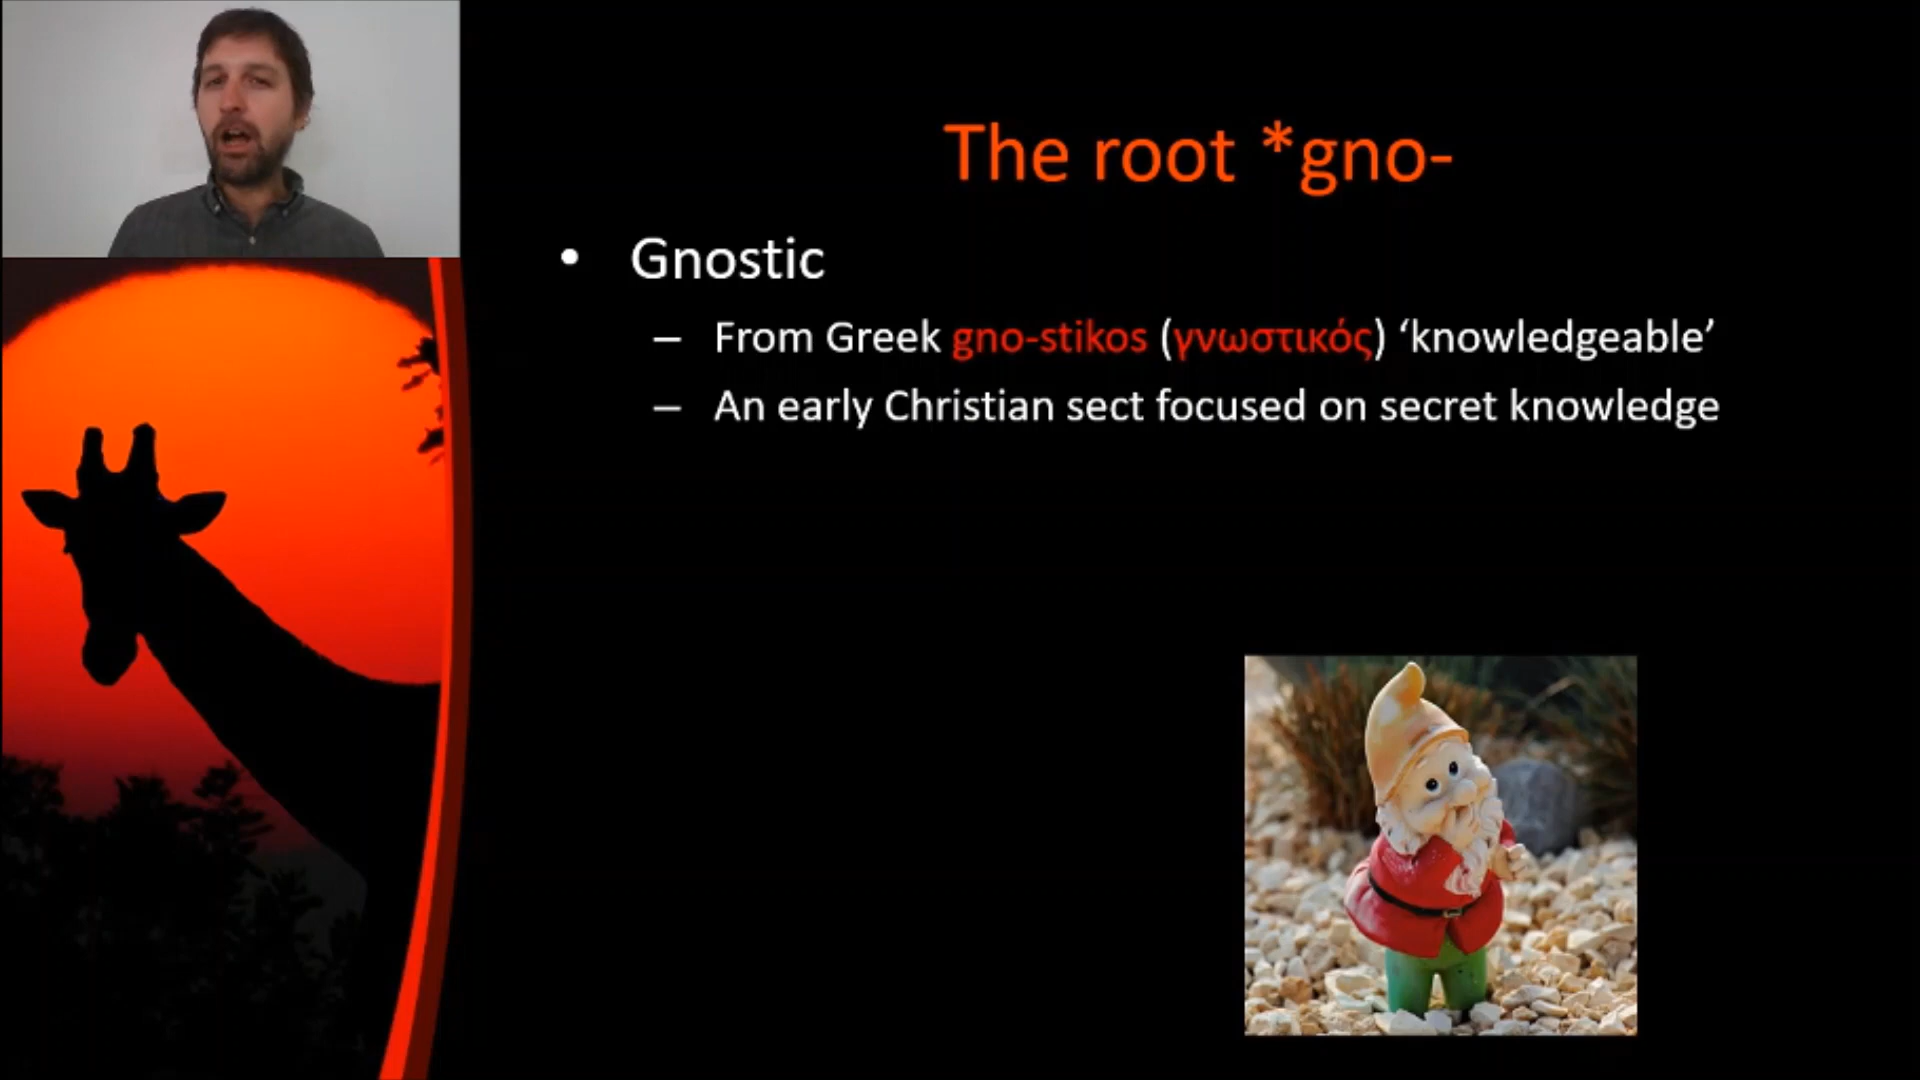 The root *gno-
• Gnostic
– From Greek gno-stikos (γνωστικός) ‘knowledgeable’
– An early Christian sect focused on secret knowledge